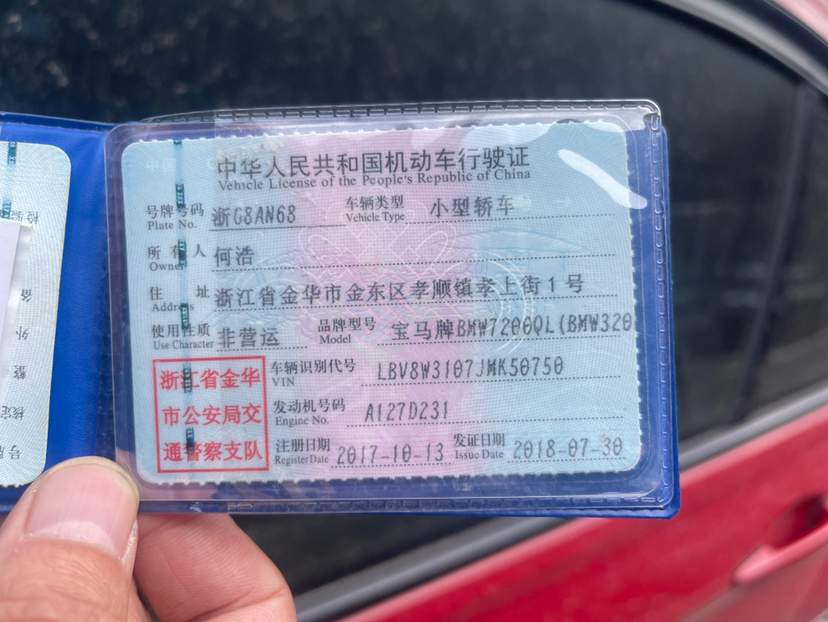 中华人民共和国机动车行驶证
Vehicle License of the People's Republic of China
号牌号码 浙G8AN68 车辆类型 小型轿车
Plate No. Vehicle Type
所有人 何浩
Owner
住址 浙江省金华市金东区孝顺镇孝上街1号
Address
使用性质 非营运 品牌型号 宝马牌BMW7200QL(BMW320
Use Character Model
浙江省金华
市公安局交
通警察支队
车辆识别代号 LBV8W3107JMK50750
VIN
发动机号码 A127D231
Engine No.
注册日期 2017-10-13 发证日期 2018-07-30
Register Date Issue Date